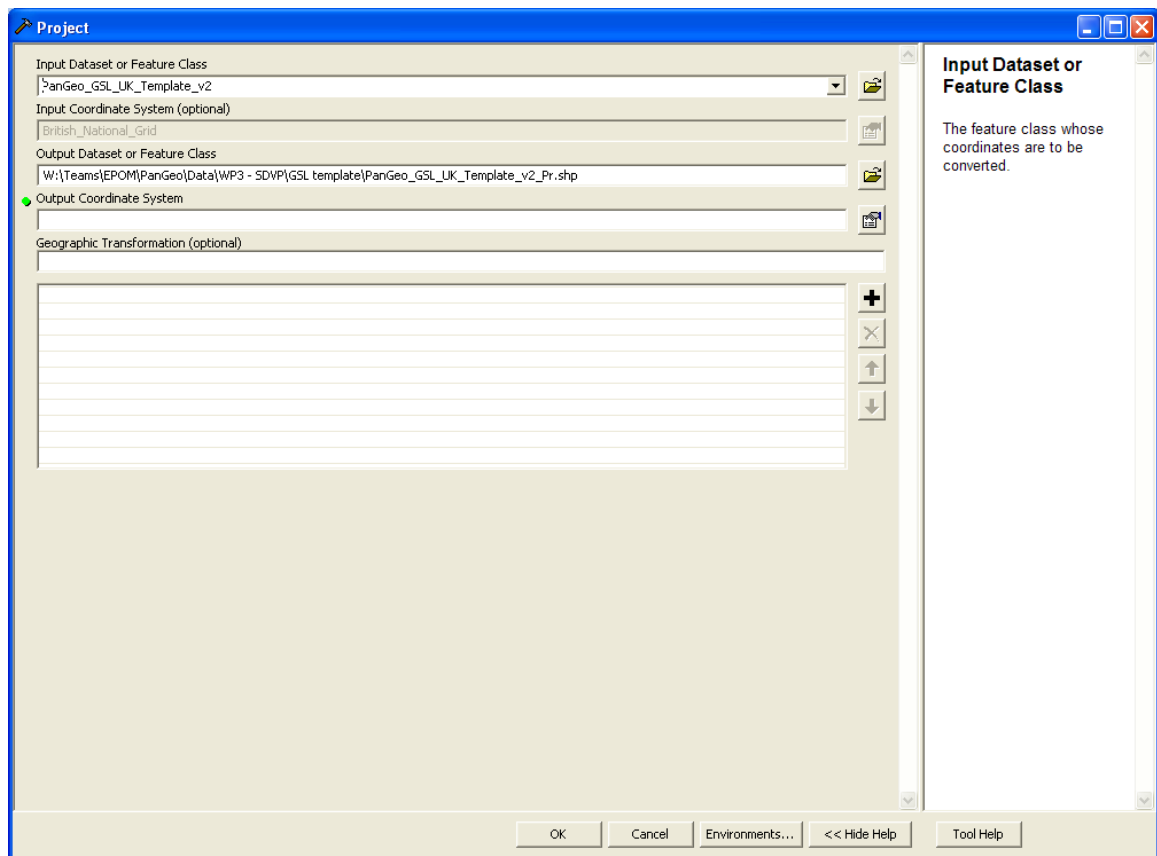 Project
Input Dataset or Feature Class
PanGeo_GSL_UK_Template_v2
Input Coordinate System (optional)
British_National_Grid
Output Dataset or Feature Class
W:\Teams\EPOM\PanGeo\Data\WP3 - SDVP\GSL template\PanGeo_GSL_UK_Template_v2_Pr.shp
Output Coordinate System
Geographic Transformation (optional)
OK
Cancel
Environments...
<< Hide Help
Tool Help
Input Dataset or
Feature Class
The feature class whose
coordinates are to be
converted.